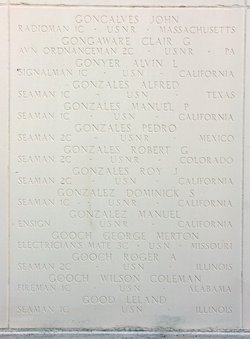 GONCALVES JOHN
RADIOMAN 1C · USNR · MASSACHUSETTS
GONGAWARE CLAIR G
AVN ORDNANCEMAN 2C · USNR · PA
GONYER ALVIN L
SIGNALMAN 1C · USN · CALIFORNIA
GONZALES ALFRED
SEAMAN 1C · USN · TEXAS
GONZALES MANUEL P
SEAMAN 1C · USN · CALIFORNIA
GONZALES PEDRO
SEAMAN 2C · USNR · MEXICO
GONZALES ROBERT G
SEAMAN 2C · USNR · COLORADO
GONZALES ROY J
SEAMAN 2C · USN · CALIFORNIA
GONZALEZ DOMINICK S
SEAMAN 1C · USN · CALIFORNIA
GONZALEZ MANUEL
ENSIGN · USNR · CALIFORNIA
GOOCH GEORGE MERTON
ELECTRICIANS MATE 3C · USN · MISSOURI
GOOCH ROGER A
SEAMAN 2C · USN · ILLINOIS
GOOCH WILSON COLEMAN
FIREMAN 1C · USN · ALABAMA
GOOD LELAND
SEAMAN 1C · USN · ILLINOIS